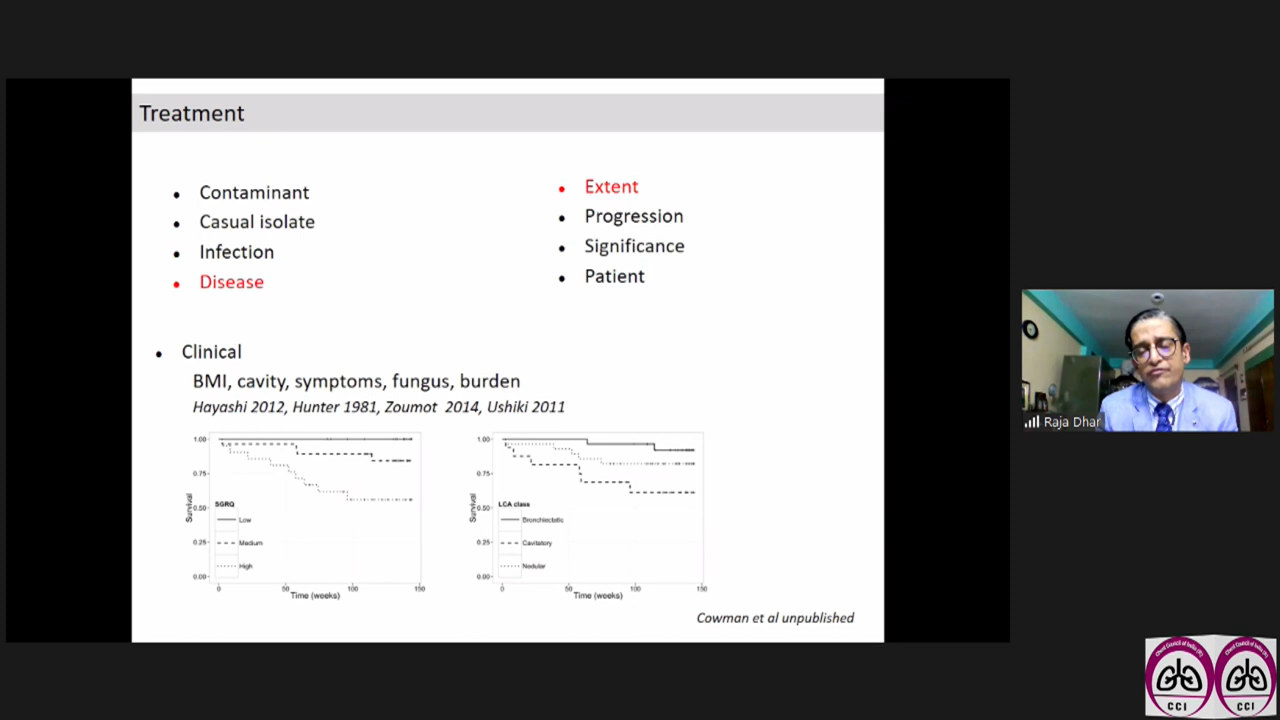 Treatment
Contaminant
Casual isolate
Infection
Disease
Extent
Progression
Significance
Patient
Clinical
BMI, cavity, symptoms, fungus, burden
Hayashi 2012, Hunter 1981, Zoumot 2014, Ushiki 2011
1.00
0.75
0.50
0.25
0.00
Survival
SGRQ
Low
Medium
High
0 50 100 150
Time (weeks)
1.00
0.75
0.50
0.25
0.00
Survival
LCA class
Bronchiectatic
Cavitatory
Nodular
0 50 100 150
Time (weeks)
Cowman et al unpublished
Raja Dhar
CCI
CCI